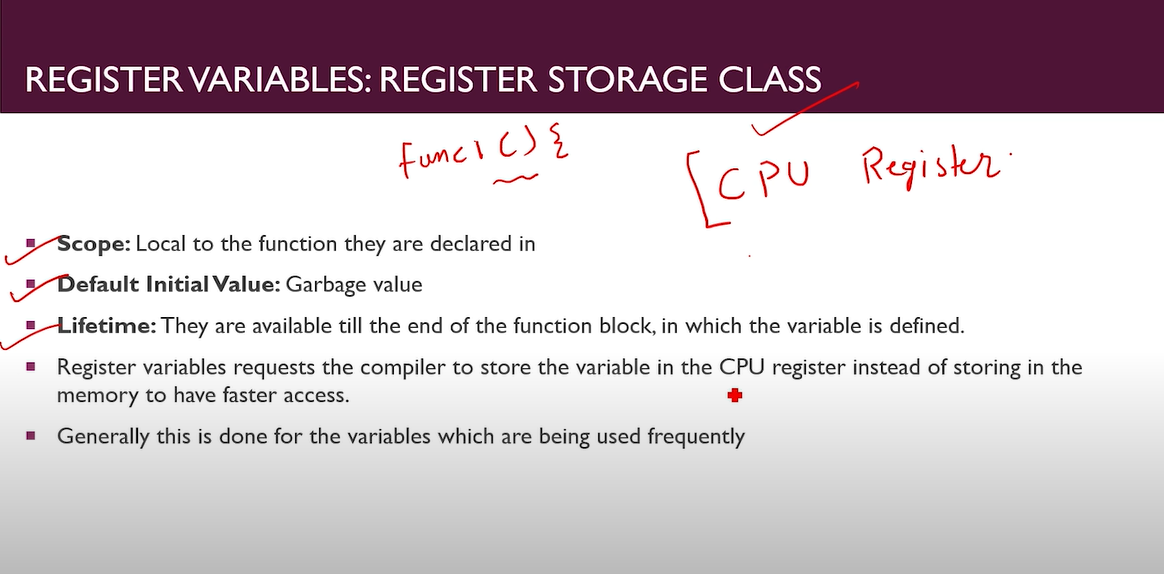 REGISTER VARIABLES: REGISTER STORAGE CLASS
func1() {
[CPU Register
Scope: Local to the function they are declared in
Default Initial Value: Garbage value
Lifetime: They are available till the end of the function block, in which the variable is defined.
Register variables requests the compiler to store the variable in the CPU register instead of storing in the
memory to have faster access.
Generally this is done for the variables which are being used frequently